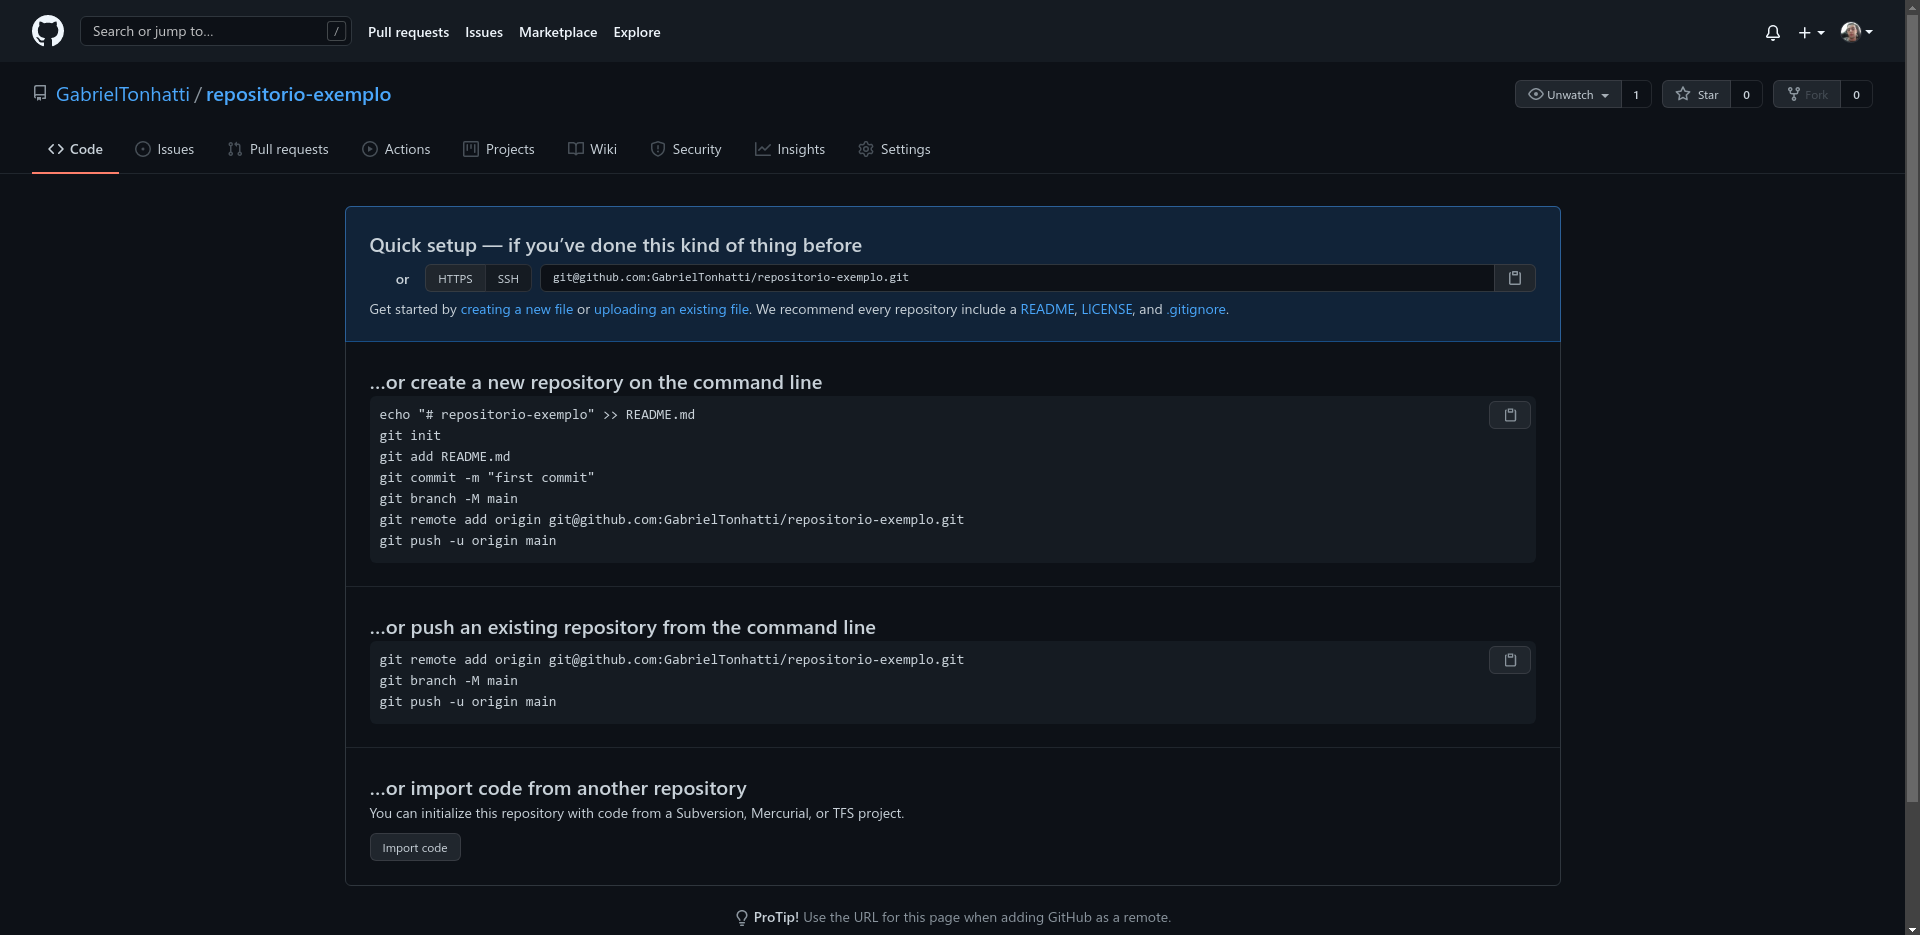 Search or jump to... /
Pull requests Issues Marketplace Explore
GabrielTonhatti / repositorio-exemplo
Unwatch 1 Star 0 Fork 0
Code Issues Pull requests Actions Projects Wiki Security Insights Settings
Quick setup — if you’ve done this kind of thing before
or HTTPS SSH git@github.com:GabrielTonhatti/repositorio-exemplo.git
Get started by creating a new file or uploading an existing file. We recommend every repository include a README, LICENSE, and .gitignore.
…or create a new repository on the command line
echo "# repositorio-exemplo" >> README.md
git init
git add README.md
git commit -m "first commit"
git branch -M main
git remote add origin git@github.com:GabrielTonhatti/repositorio-exemplo.git
git push -u origin main
…or push an existing repository from the command line
git remote add origin git@github.com:GabrielTonhatti/repositorio-exemplo.git
git branch -M main
git push -u origin main
…or import code from another repository
You can initialize this repository with code from a Subversion, Mercurial, or TFS project.
Import code
ProTip! Use the URL for this page when adding GitHub as a remote.